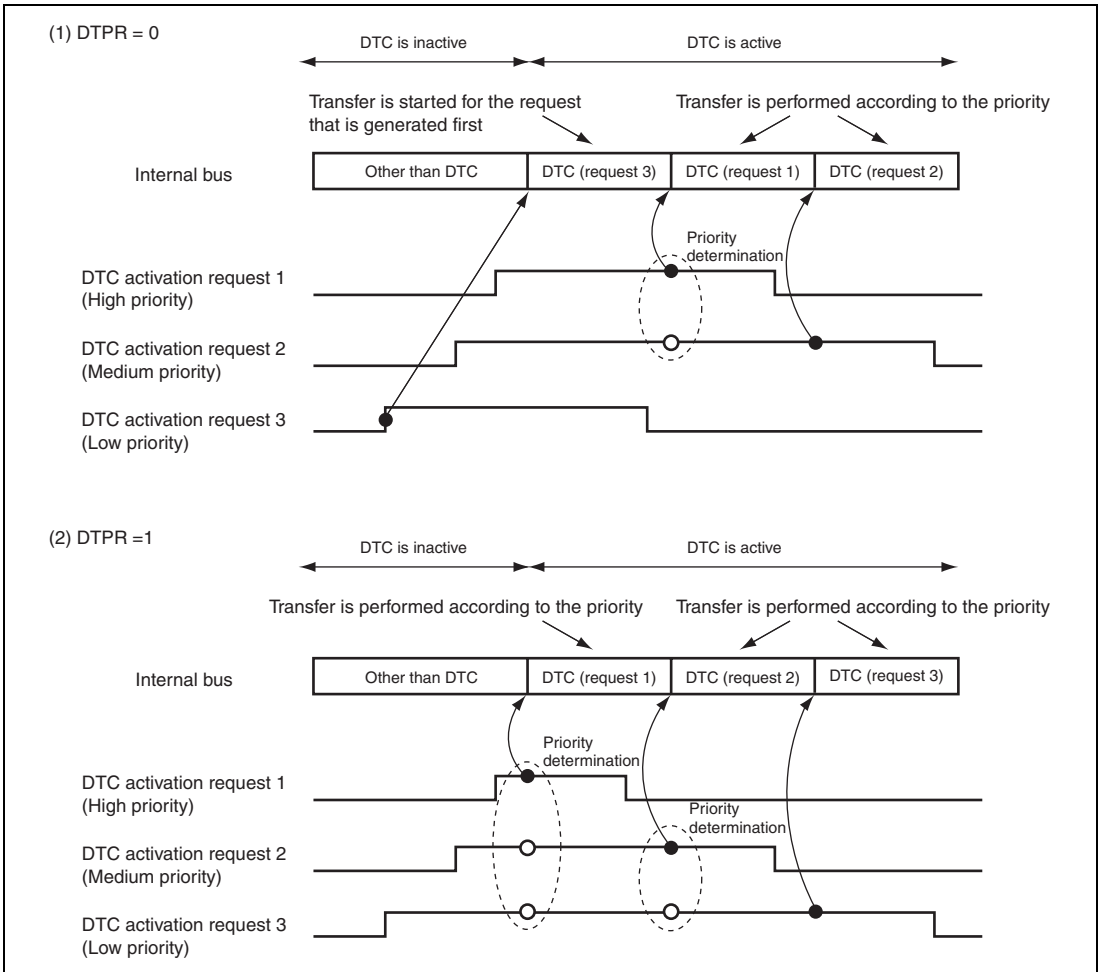 (1) DTPR = 0
DTC is inactive
DTC is active
Transfer is started for the request
that is generated first
Transfer is performed according to the priority
Internal bus
Other than DTC
DTC (request 3)
DTC (request 1)
DTC (request 2)
Priority
determination
DTC activation request 1
(High priority)
DTC activation request 2
(Medium priority)
DTC activation request 3
(Low priority)
(2) DTPR =1
DTC is inactive
DTC is active
Transfer is performed according to the priority
Transfer is performed according to the priority
Internal bus
Other than DTC
DTC (request 1)
DTC (request 2)
DTC (request 3)
Priority
determination
DTC activation request 1
(High priority)
Priority
determination
DTC activation request 2
(Medium priority)
DTC activation request 3
(Low priority)